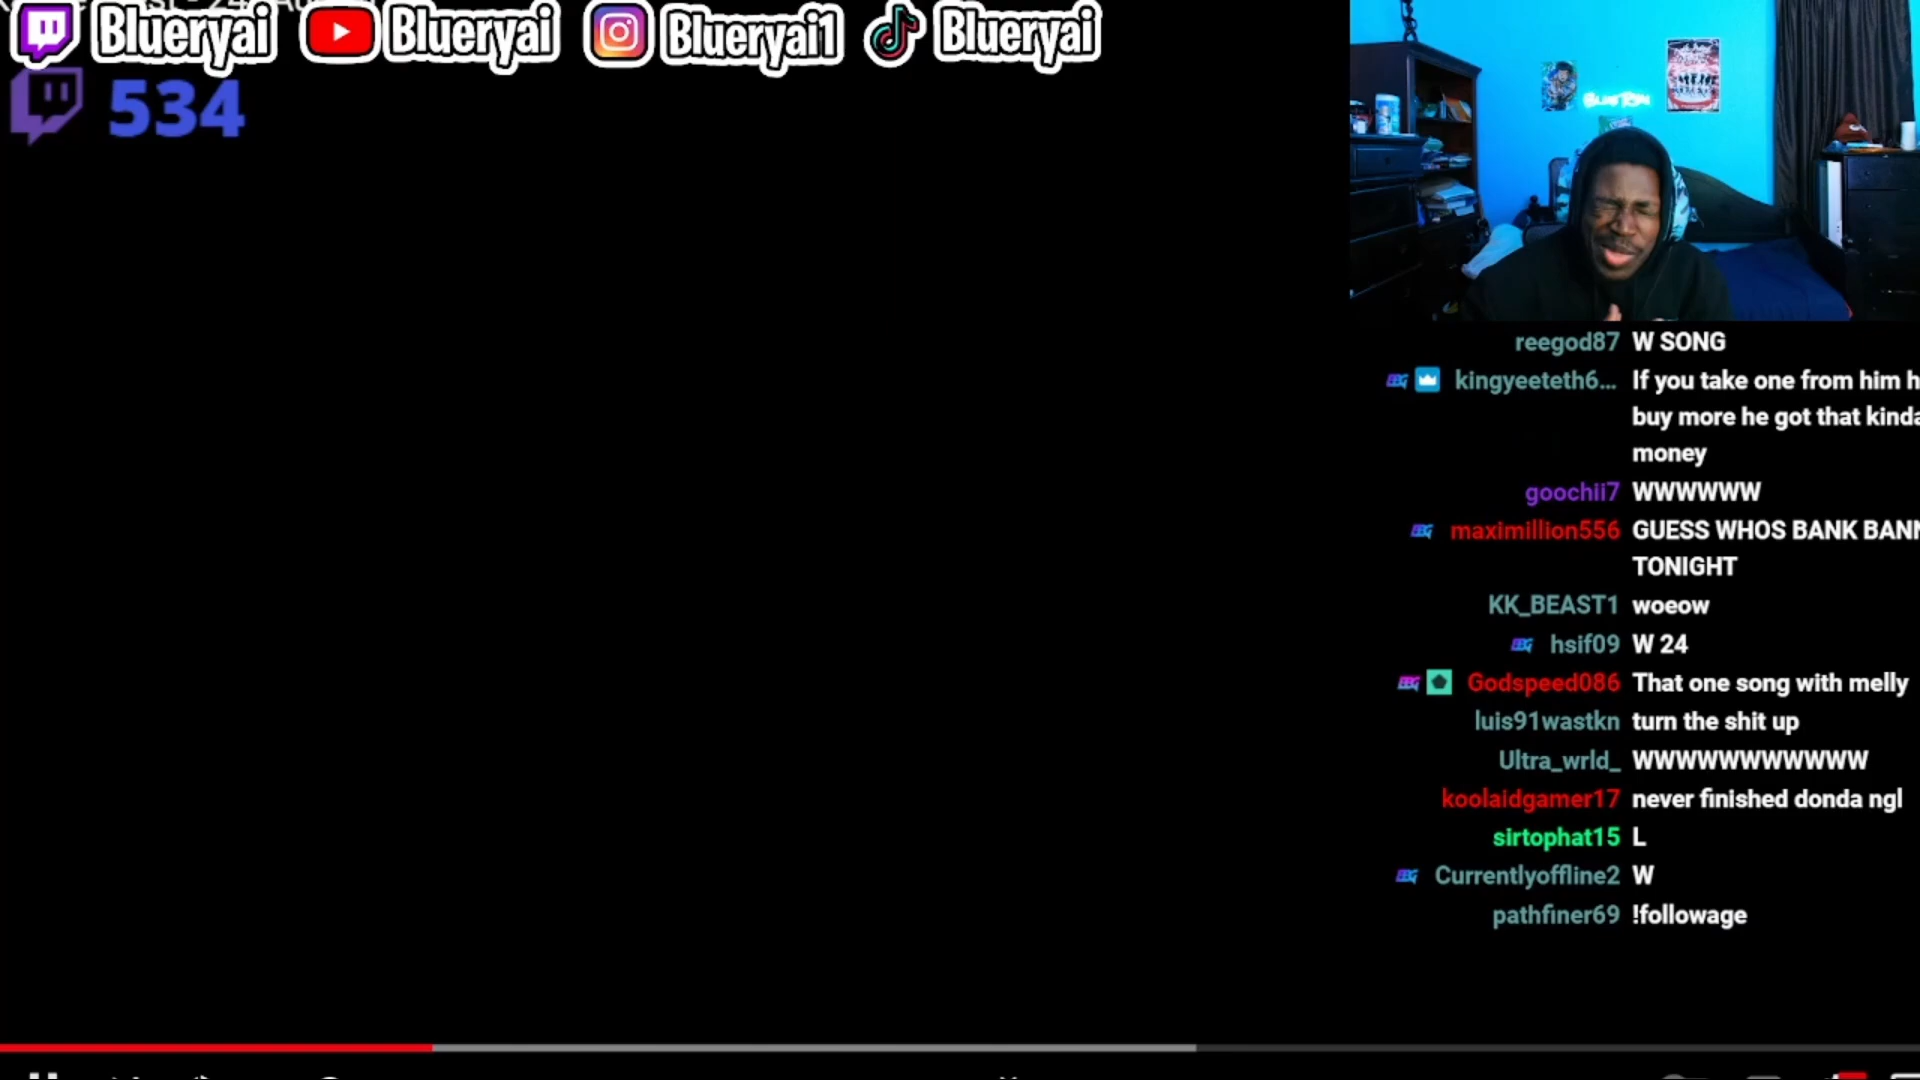 Blueryai Blueryai Blueryai1 Blueryai
534
reegod87 W SONG
kingyeeteth6... If you take one from him h
buy more he got that kinda
money
goochii7 WWWWWW
maximillion556 GUESS WHOS BANK BANN
TONIGHT
KK_BEAST1 woeow
hsif09 W 24
Godspeed086 That one song with melly
luis91wastkn turn the shit up
Ultra_wrld_ WWWWWWWWWWW
koolaidgamer17 never finished donda ngl
sirtophat15 L
Currentlyoffline2 W
pathfiner69 !followage